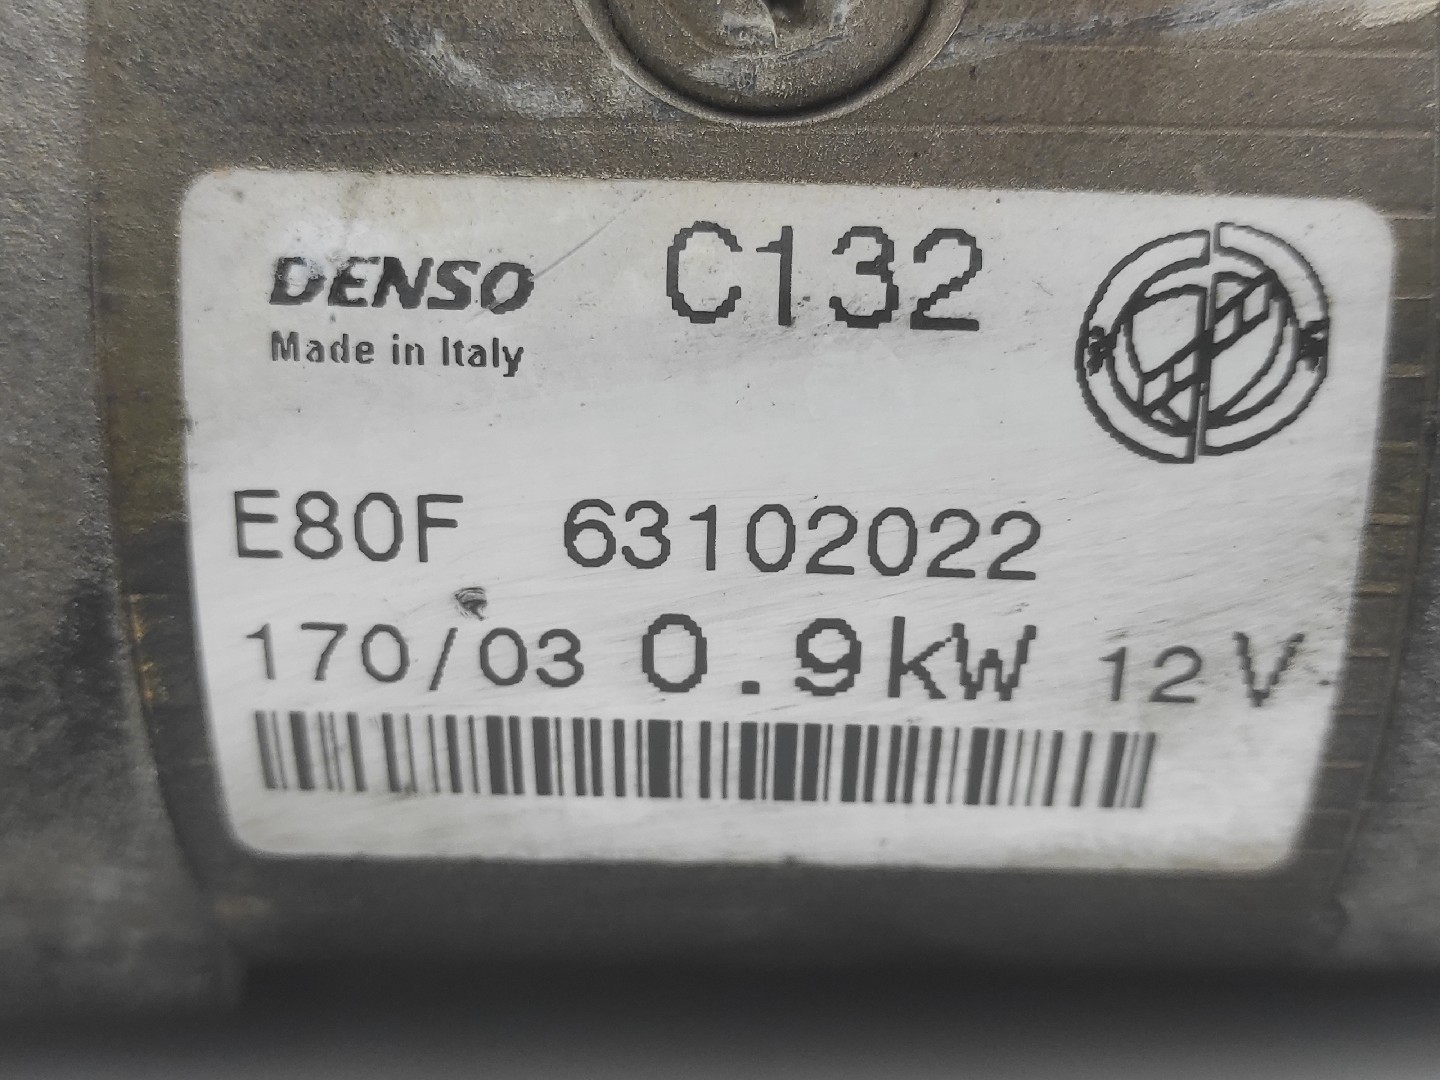 DENSO C132
Made in Italy
E80F 63102022
170/03 0.9kW 12V